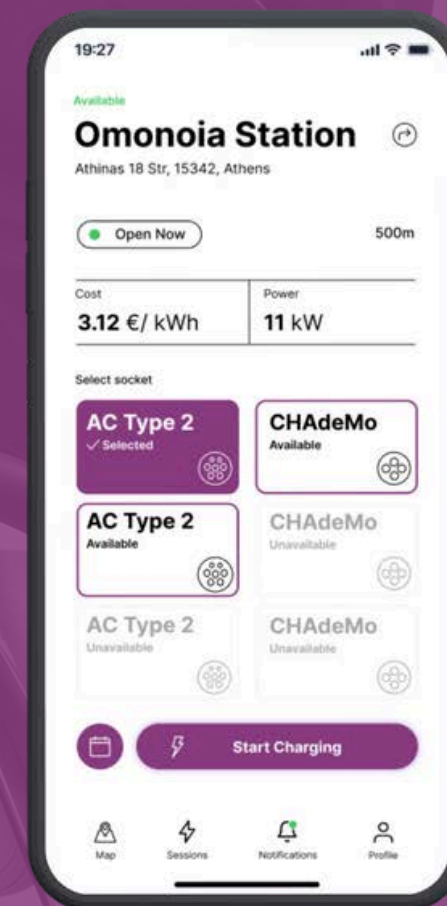 19:27
Available
Omonoia Station
Athinas 18 Str, 15342, Athens
Open Now
500m
Cost
Power
3.12 €/ kWh
11 kW
Select socket
AC Type 2
Selected
CHAdeMo
Available
AC Type 2
Available
CHAdeMo
Unavailable
AC Type 2
Unavailable
CHAdeMo
Unavailable
Start Charging
Map
Sessions
Notifications
Profile